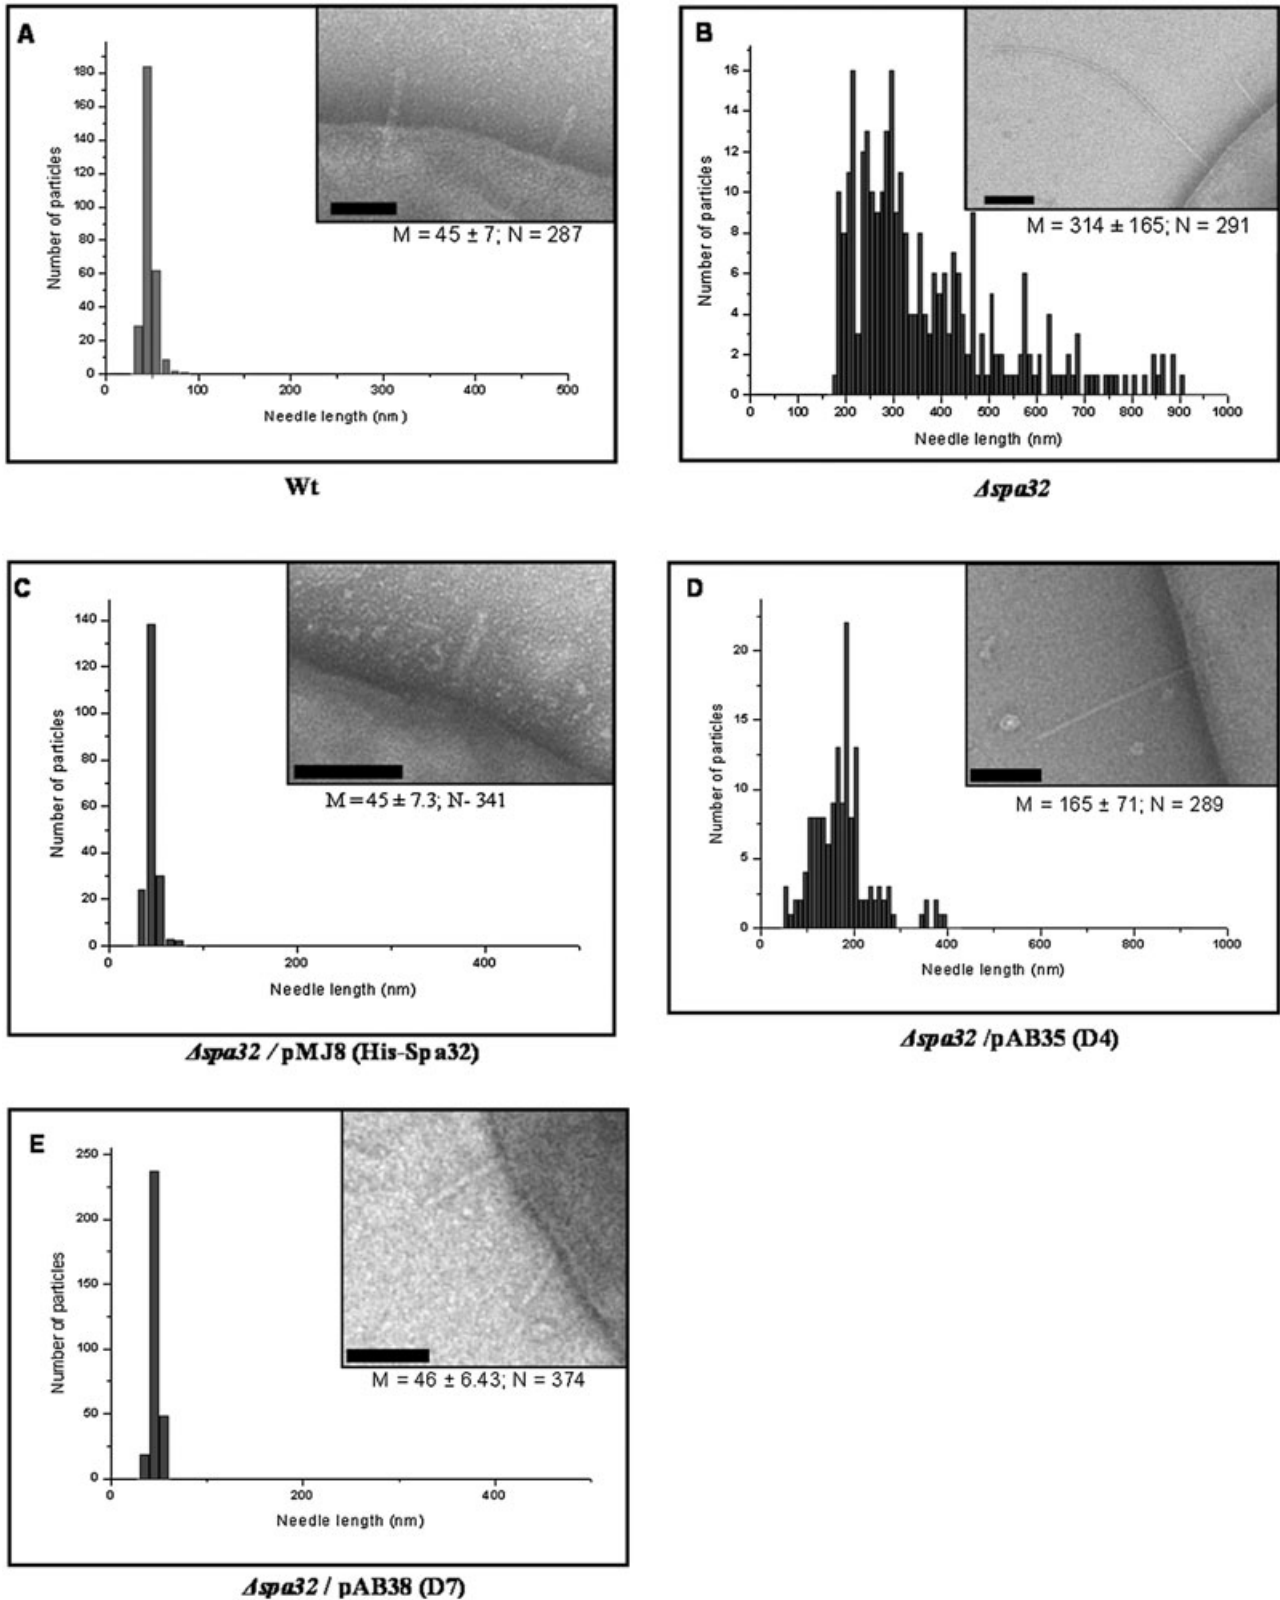 A
180
160
140
120
100
80
60
40
20
0
Number of particles
0 100 200 300 400 500
Needle length (nm)
M = 45 ± 7; N = 287
Wt
B
16
14
12
10
8
6
4
2
0
Number of particles
0 100 200 300 400 500 600 700 800 900 1000
Needle length (nm)
M = 314 ± 165; N = 291
Δspa32
C
140
120
100
80
60
40
20
0
Number of particles
0 200 400
Needle length (nm)
M = 45 ± 7.3; N- 341
Δspa32 / pMJ8 (His-Spa32)
D
20
15
10
5
0
Number of particles
0 200 400 600 800 1000
Needle length (nm)
M = 165 ± 71; N = 289
Δspa32 /pAB35 (D4)
E
250
200
150
100
50
0
Number of particles
0 200 400
Needle length (nm)
M = 46 ± 6.43; N = 374
Δspa32 / pAB38 (D7)